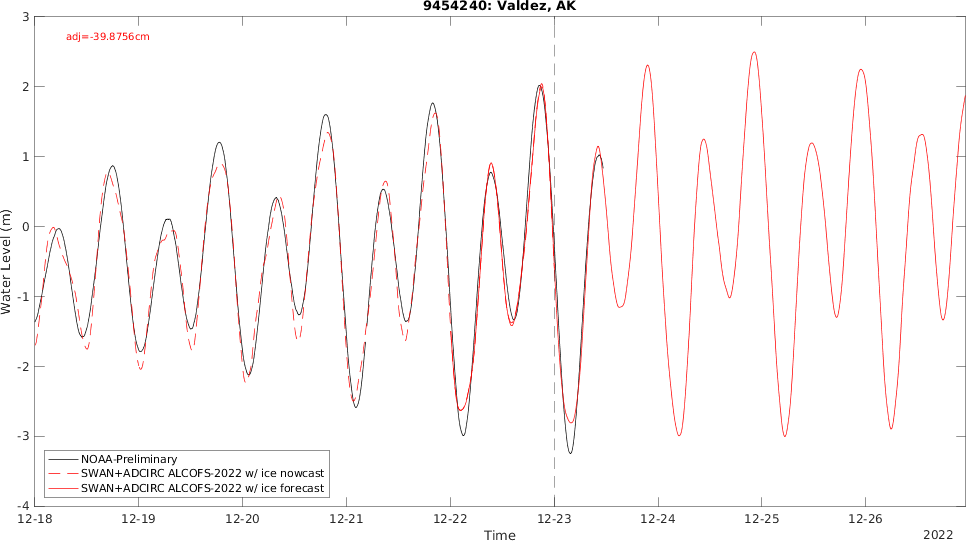 9454240: Valdez, AK
adj=-39.8756cm
3
2
1
0
-1
-2
-3
-4
Water Level (m)
NOAA-Preliminary
SWAN+ADCIRC ALCOFS-2022 w/ ice nowcast
SWAN+ADCIRC ALCOFS-2022 w/ ice forecast
12-18 12-19 12-20 12-21 12-22 12-23 12-24 12-25 12-26
Time
2022